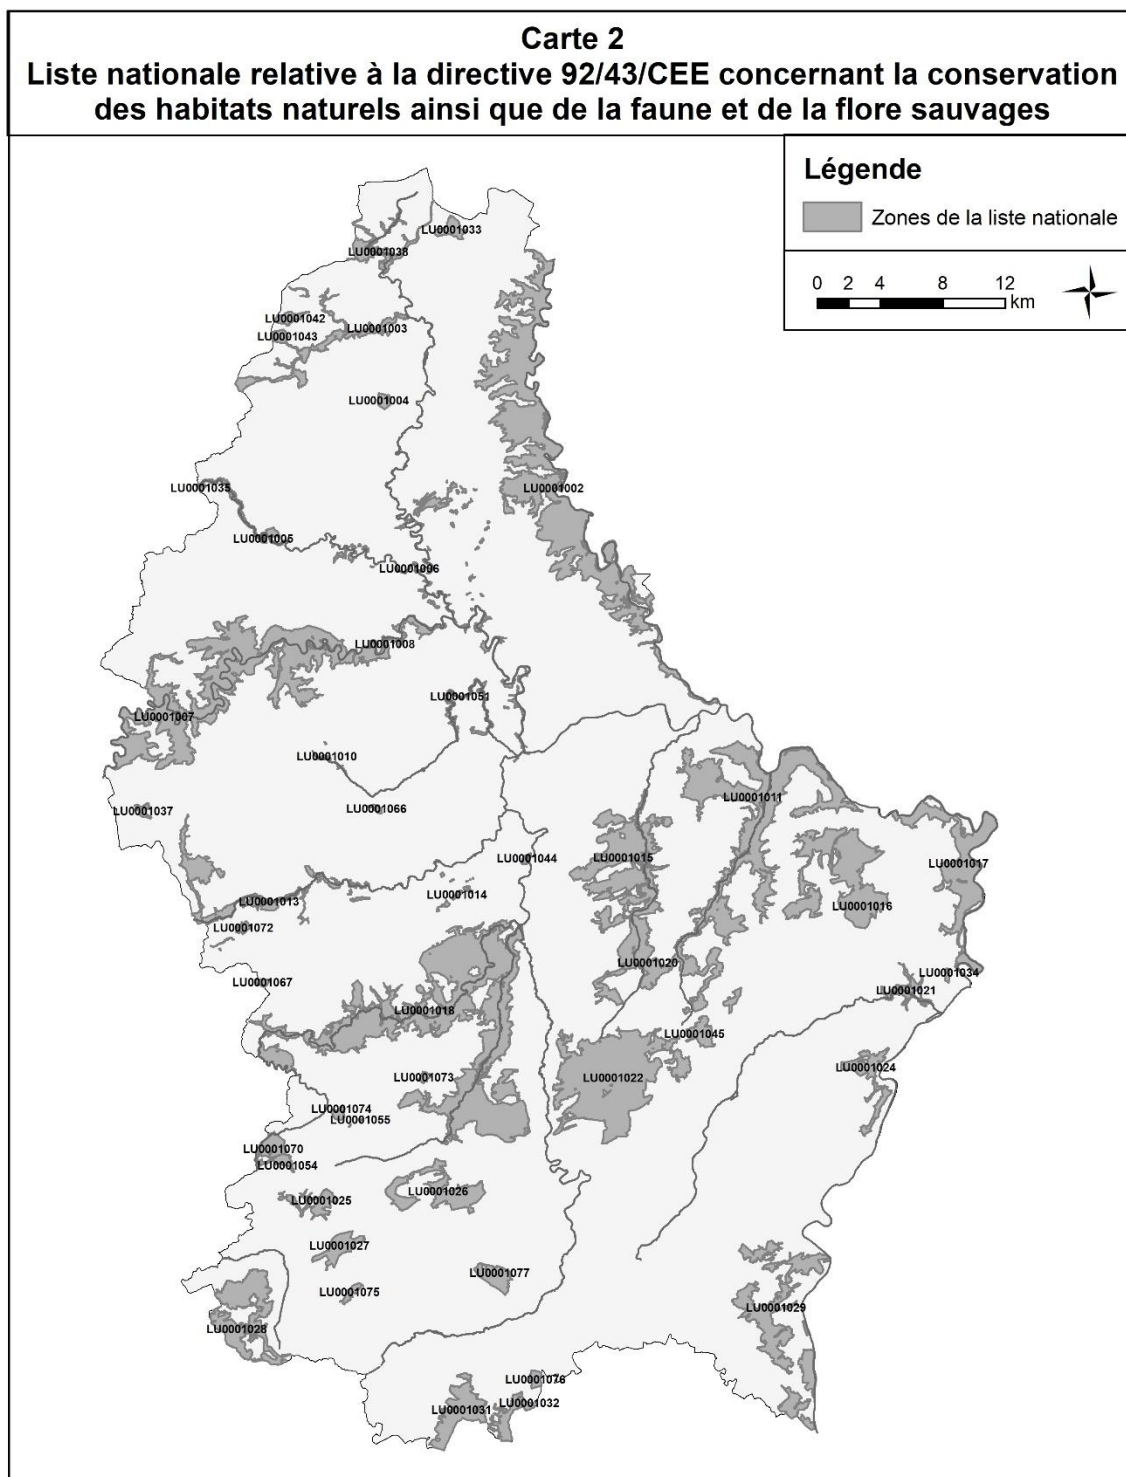 Carte 2
Liste nationale relative à la directive 92/43/CEE concernant la conservation
des habitats naturels ainsi que de la faune et de la flore sauvages
Légende
Zones de la liste nationale
0 2 4 8 12
km
LU0001033
LU0001038
LU0001042
LU0001003
LU0001043
LU0001004
LU0001035
LU0001002
LU0001005
LU0001006
LU0001008
LU0001051
LU0001007
LU0001010
LU0001011
LU0001037
LU0001066
LU0001044
LU0001015
LU0001017
LU0001014
LU0001013
LU0001016
LU0001072
LU0001020
LU0001034
LU0001067
LU0001021
LU0001018
LU0001045
LU0001024
LU0001073
LU0001022
LU0001074
LU0001055
LU0001070
LU0001054
LU0001026
LU0001025
LU0001027
LU0001077
LU0001075
LU0001029
LU0001028
LU0001076
LU0001032
LU0001031